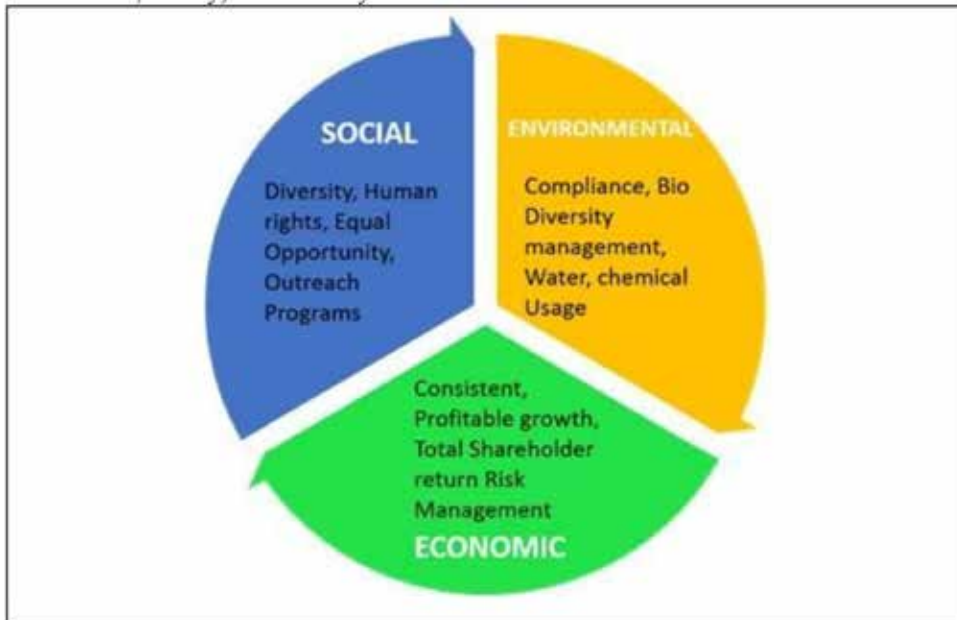 SOCIAL
Diversity, Human
rights, Equal
Opportunity,
Outreach
Programs
ENVIRONMENTAL
Compliance, Bio
Diversity
management,
Water, chemical
Usage
Consistent,
Profitable growth,
Total Shareholder
return Risk
Management
ECONOMIC